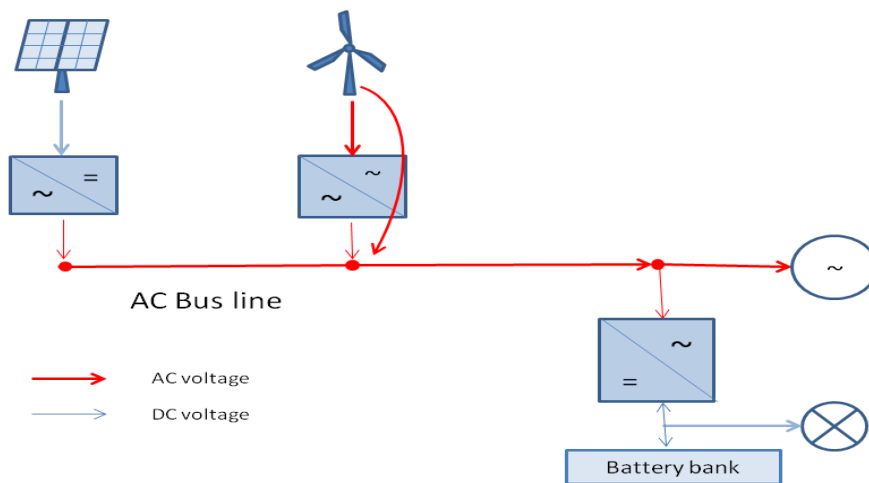 =
~
~
~
~
AC Bus line
~
=
AC voltage
DC voltage
Battery bank